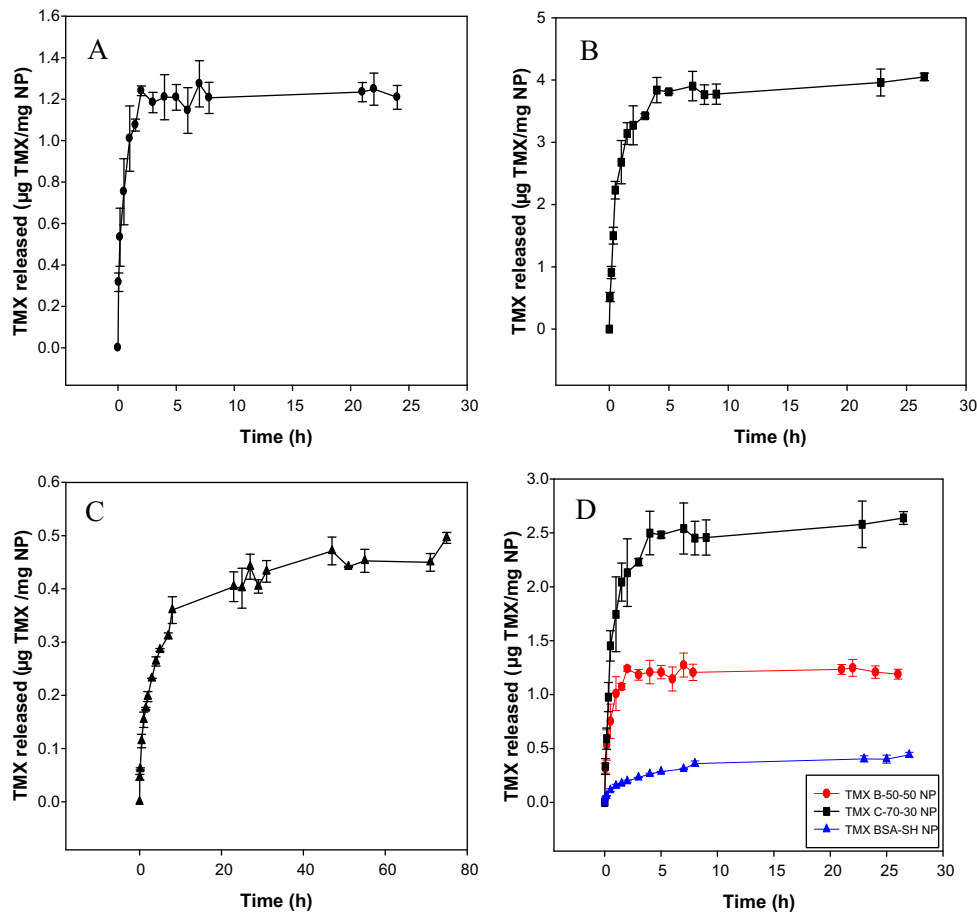 A
TMX released (µg TMX/mg NP)
1.6
1.4
1.2
1.0
0.8
0.6
0.4
0.2
0.0
0 5 10 15 20 25 30
Time (h)
B
TMX released (µg TMX/mg NP)
5
4
3
2
1
0
0 5 10 15 20 25 30
Time (h)
C
TMX released (µg TMX /mg NP)
0.6
0.5
0.4
0.3
0.2
0.1
0.0
0 20 40 60 80
Time (h)
D
TMX released (µg TMX/mg NP)
3.0
2.5
2.0
1.5
1.0
0.5
0.0
0 5 10 15 20 25 30
Time (h)
TMX B-50-50 NP
TMX C-70-30 NP
TMX BSA-SH NP